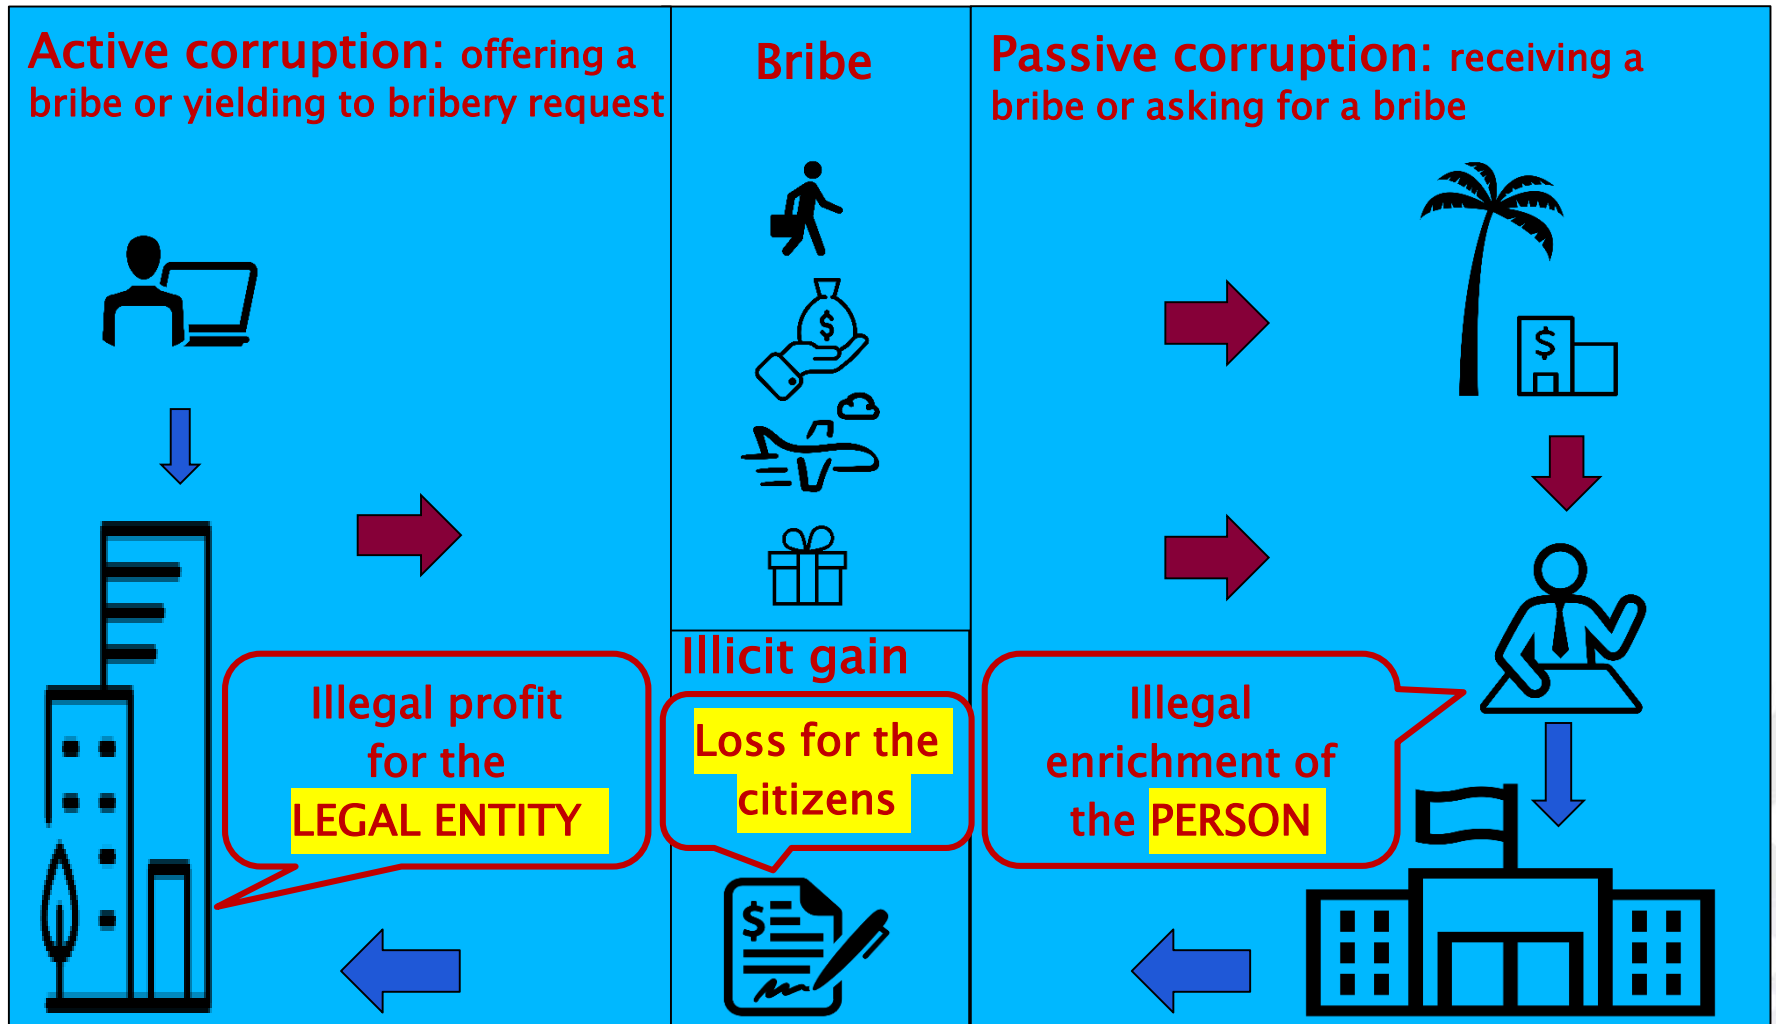 Active corruption: offering a
bribe or yielding to bribery request
Bribe
Passive corruption: receiving a
bribe or asking for a bribe
$
$
Illicit gain
Illegal profit
for the
LEGAL ENTITY
Loss for the
citizens
Illegal
enrichment of
the PERSON
$